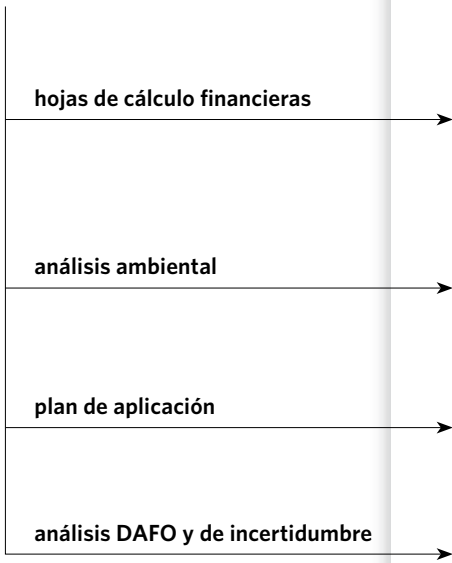 hojas de cálculo financieras
análisis ambiental
plan de aplicación
análisis DAFO y de incertidumbre